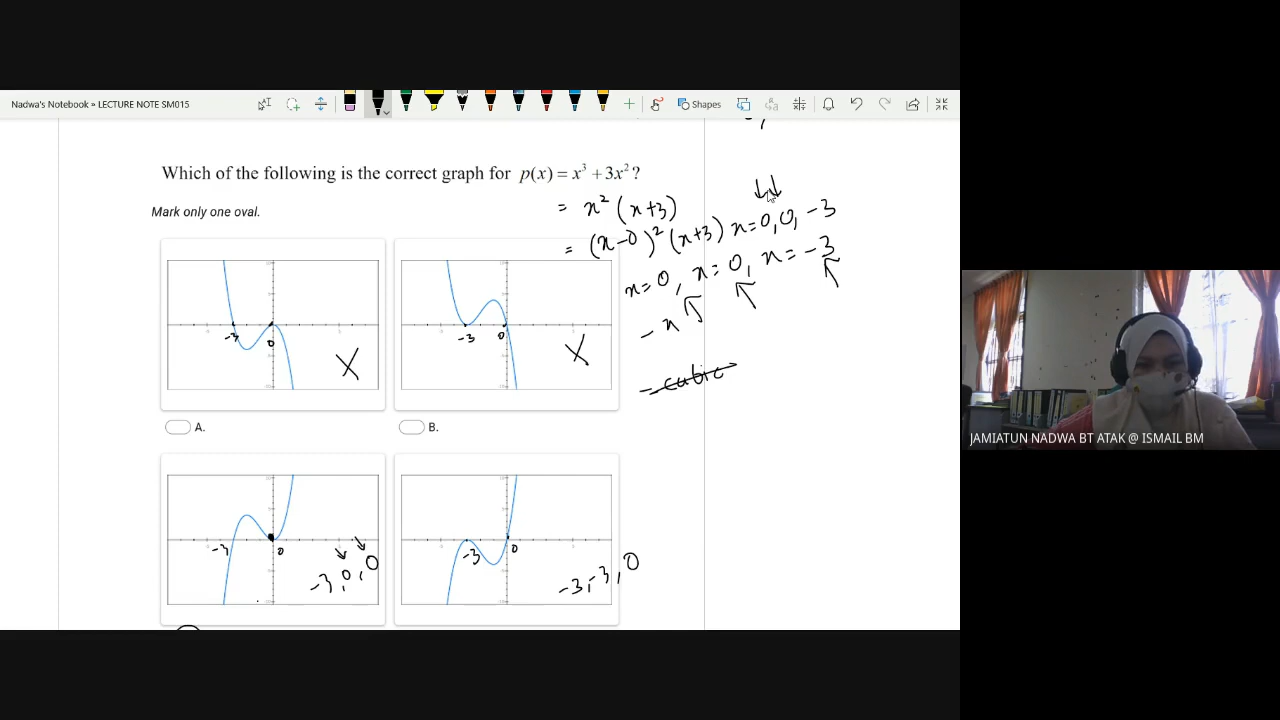 Nadwa's Notebook » LECTURE NOTE SM015
Shapes
Which of the following is the correct graph for p(x) = x³ + 3x² ?
Mark only one oval.
= x² (x+3)
= (x-0)² (x+3) x=0,0, -3
x=0, x=0, x= -3
- x
- cubic
-3 0 X
-3 0 X
A.
B.
-3 0
-3, 0, 0
-3 0
-3, -3, 0
JAMIATUN NADWA BT ATAK @ ISMAIL BM